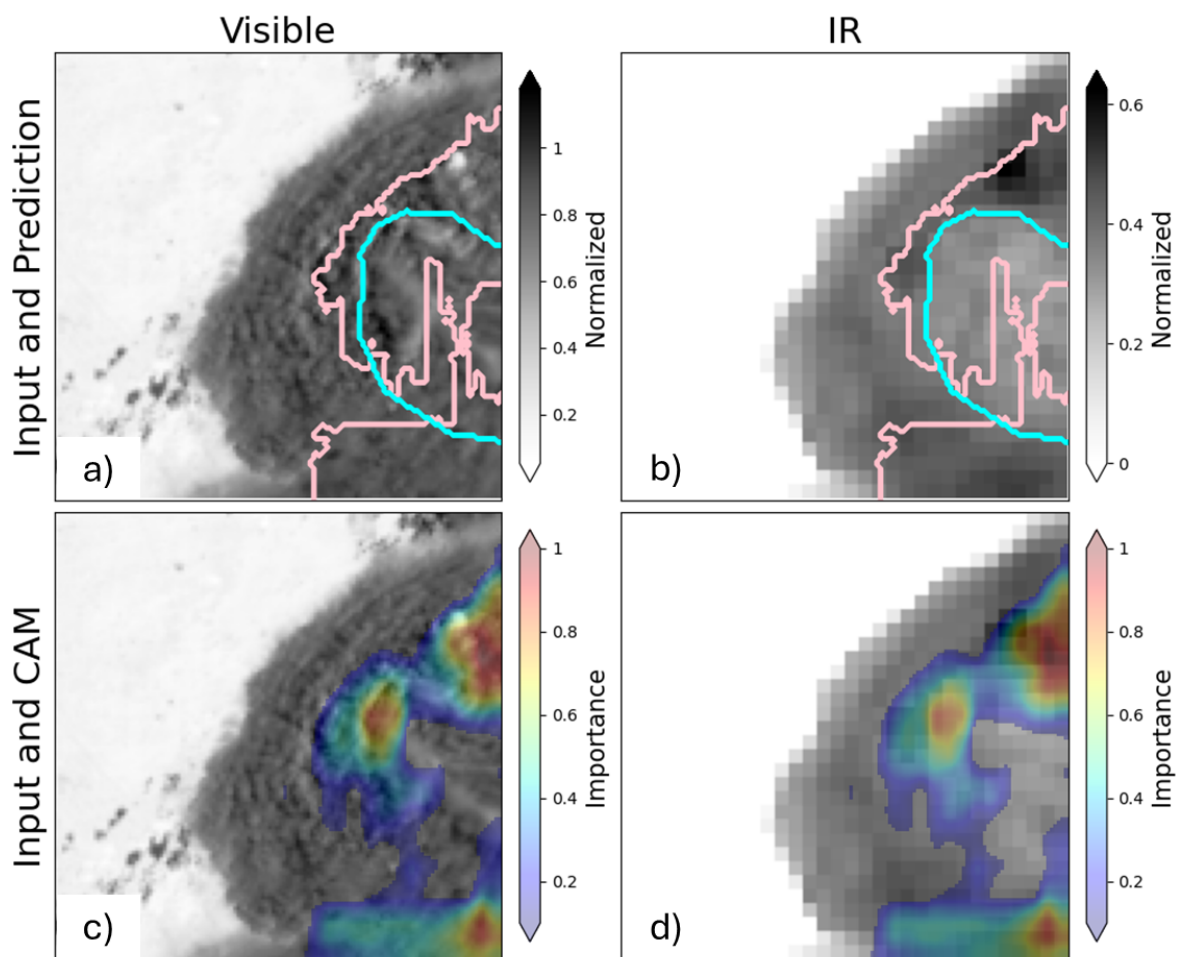 Visible
IR
Input and Prediction
a)
1
0.8
0.6
0.4
0.2
Normalized
b)
0.6
0.4
0.2
0
Normalized
Input and CAM
c)
1
0.8
0.6
0.4
0.2
Importance
d)
1
0.8
0.6
0.4
0.2
Importance